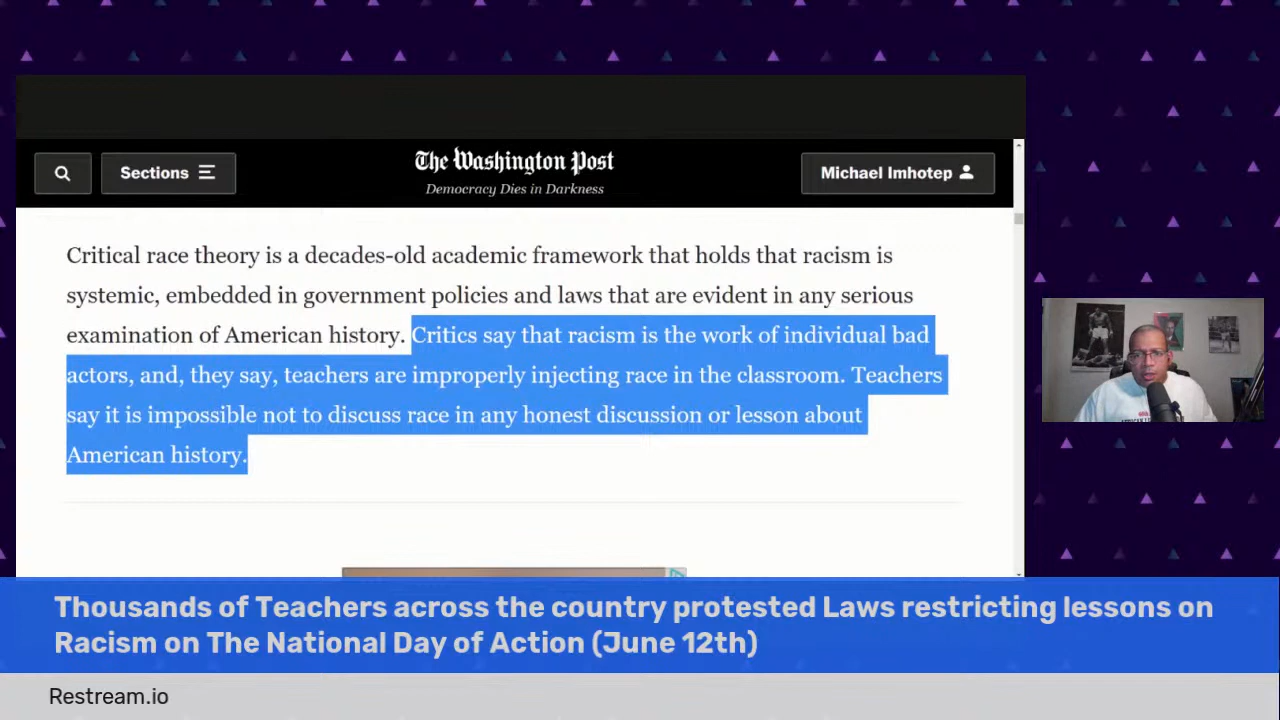 Sections
The Washington Post
Democracy Dies in Darkness
Michael Imhotep
Critical race theory is a decades-old academic framework that holds that racism is
systemic, embedded in government policies and laws that are evident in any serious
examination of American history. Critics say that racism is the work of individual bad
actors, and, they say, teachers are improperly injecting race in the classroom. Teachers
say it is impossible not to discuss race in any honest discussion or lesson about
American history.
Thousands of Teachers across the country protested Laws restricting lessons on
Racism on The National Day of Action (June 12th)
Restream.io